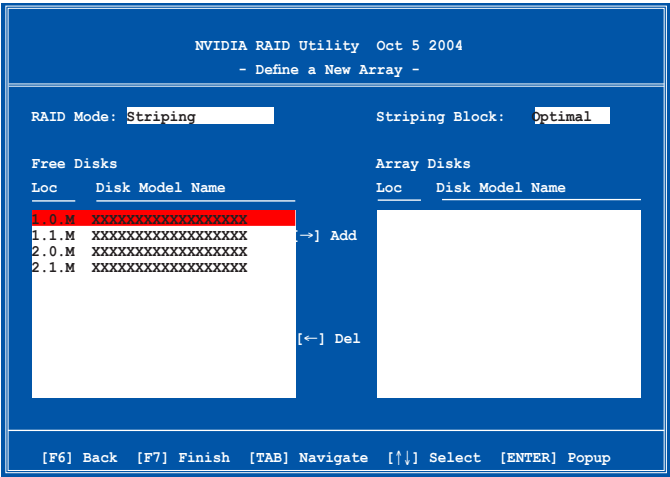 NVIDIA RAID Utility Oct 5 2004
- Define a New Array -
RAID Mode: Striping
Striping Block: Optimal
Free Disks
Array Disks
Loc Disk Model Name
Loc Disk Model Name
1.0.M XXXXXXXXXXXXXXXXXX
1.1.M XXXXXXXXXXXXXXXXXX
2.0.M XXXXXXXXXXXXXXXXXX
2.1.M XXXXXXXXXXXXXXXXXX
[→] Add
[←] Del
[F6] Back [F7] Finish [TAB] Navigate [↑↓] Select [ENTER] Popup